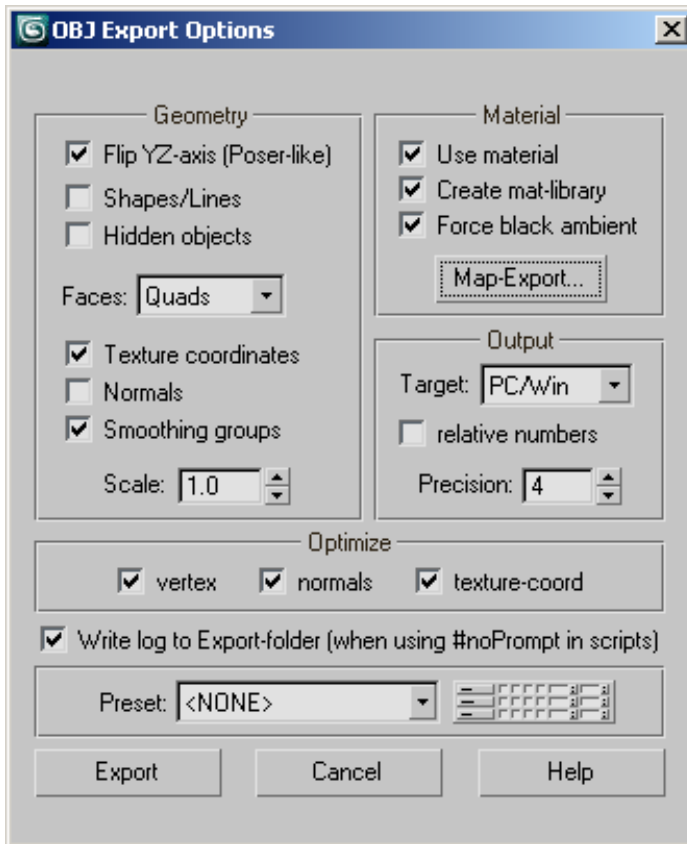 OBJ Export Options
Geometry
Flip YZ-axis (Poser-like)
Shapes/Lines
Hidden objects
Faces: Quads
Texture coordinates
Normals
Smoothing groups
Scale: 1.0
Material
Use material
Create mat-library
Force black ambient
Map-Export...
Output
Target: PC/Win
relative numbers
Precision: 4
Optimize
vertex normals texture-coord
Write log to Export-folder (when using #noPrompt in scripts)
Preset: <NONE>
Export Cancel Help